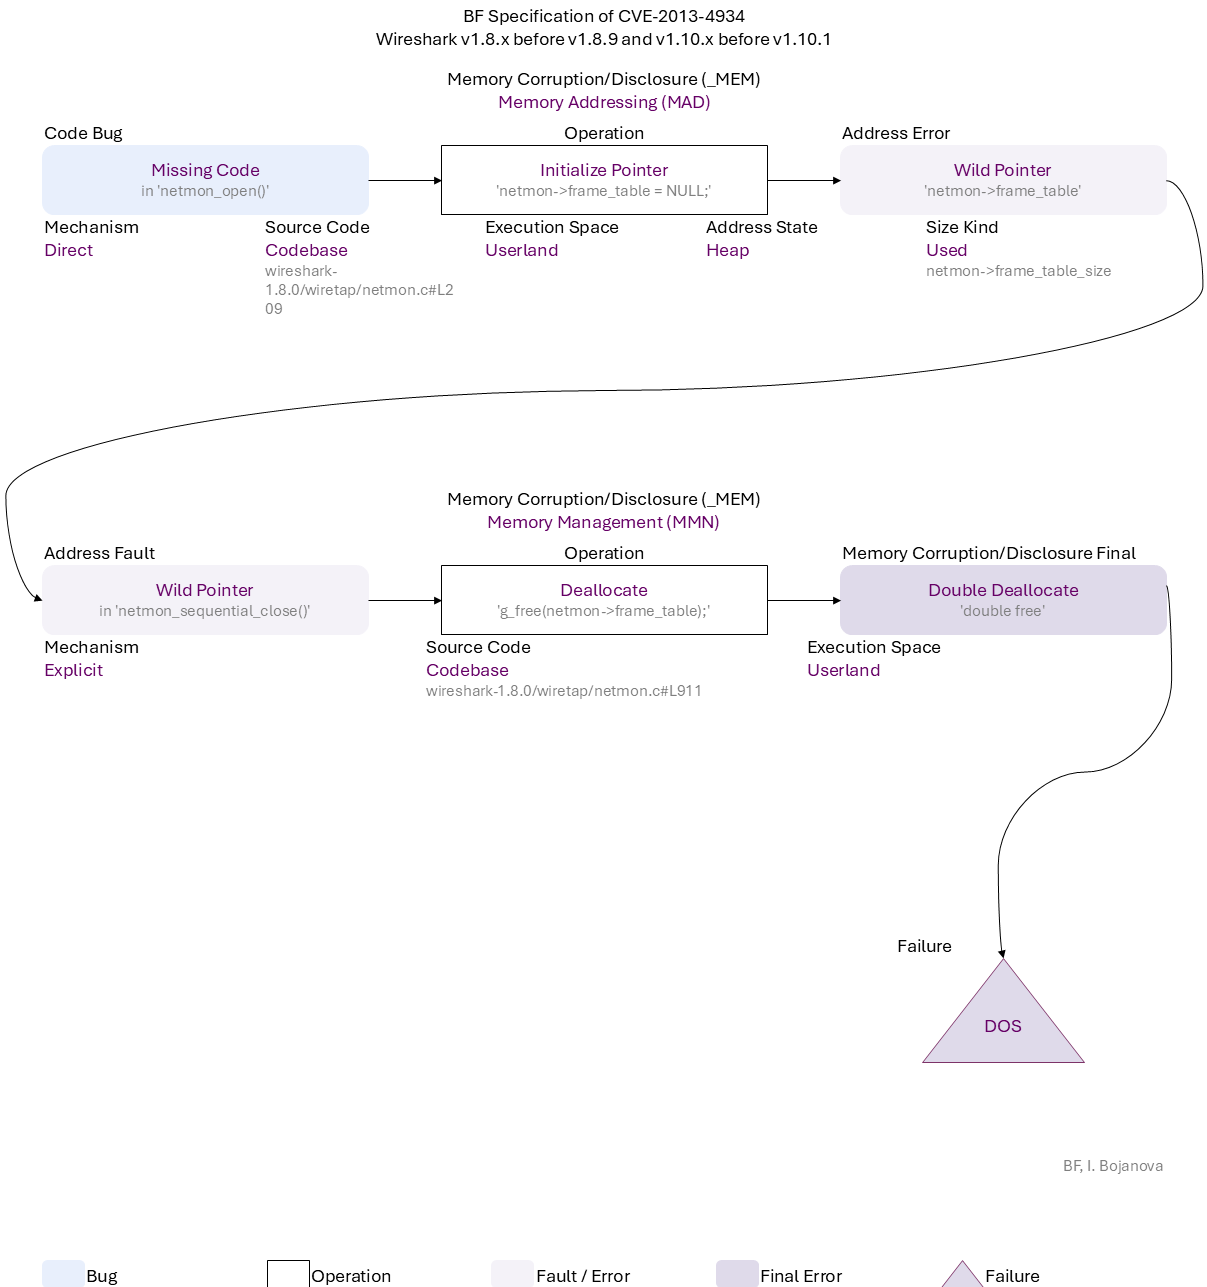 BF Specification of CVE-2013-4934
Wireshark v1.8.x before v1.8.9 and v1.10.x before v1.10.1
Memory Corruption/Disclosure (_MEM)
Memory Addressing (MAD)
Code Bug
Operation
Address Error
Missing Code
in 'netmon_open()'
Initialize Pointer
'netmon->frame_table = NULL;'
Wild Pointer
'netmon->frame_table'
Mechanism
Direct
Source Code
Codebase
wireshark-
1.8.0/wiretap/netmon.c#L2
09
Execution Space
Userland
Address State
Heap
Size Kind
Used
netmon->frame_table_size
Memory Corruption/Disclosure (_MEM)
Memory Management (MMN)
Address Fault
Operation
Memory Corruption/Disclosure Final
Wild Pointer
in 'netmon_sequential_close()'
Deallocate
'g_free(netmon->frame_table);'
Double Deallocate
'double free'
Mechanism
Explicit
Source Code
Codebase
wireshark-1.8.0/wiretap/netmon.c#L911
Execution Space
Userland
Failure
DOS
BF, I. Bojanova
Bug
Operation
Fault / Error
Final Error
Failure